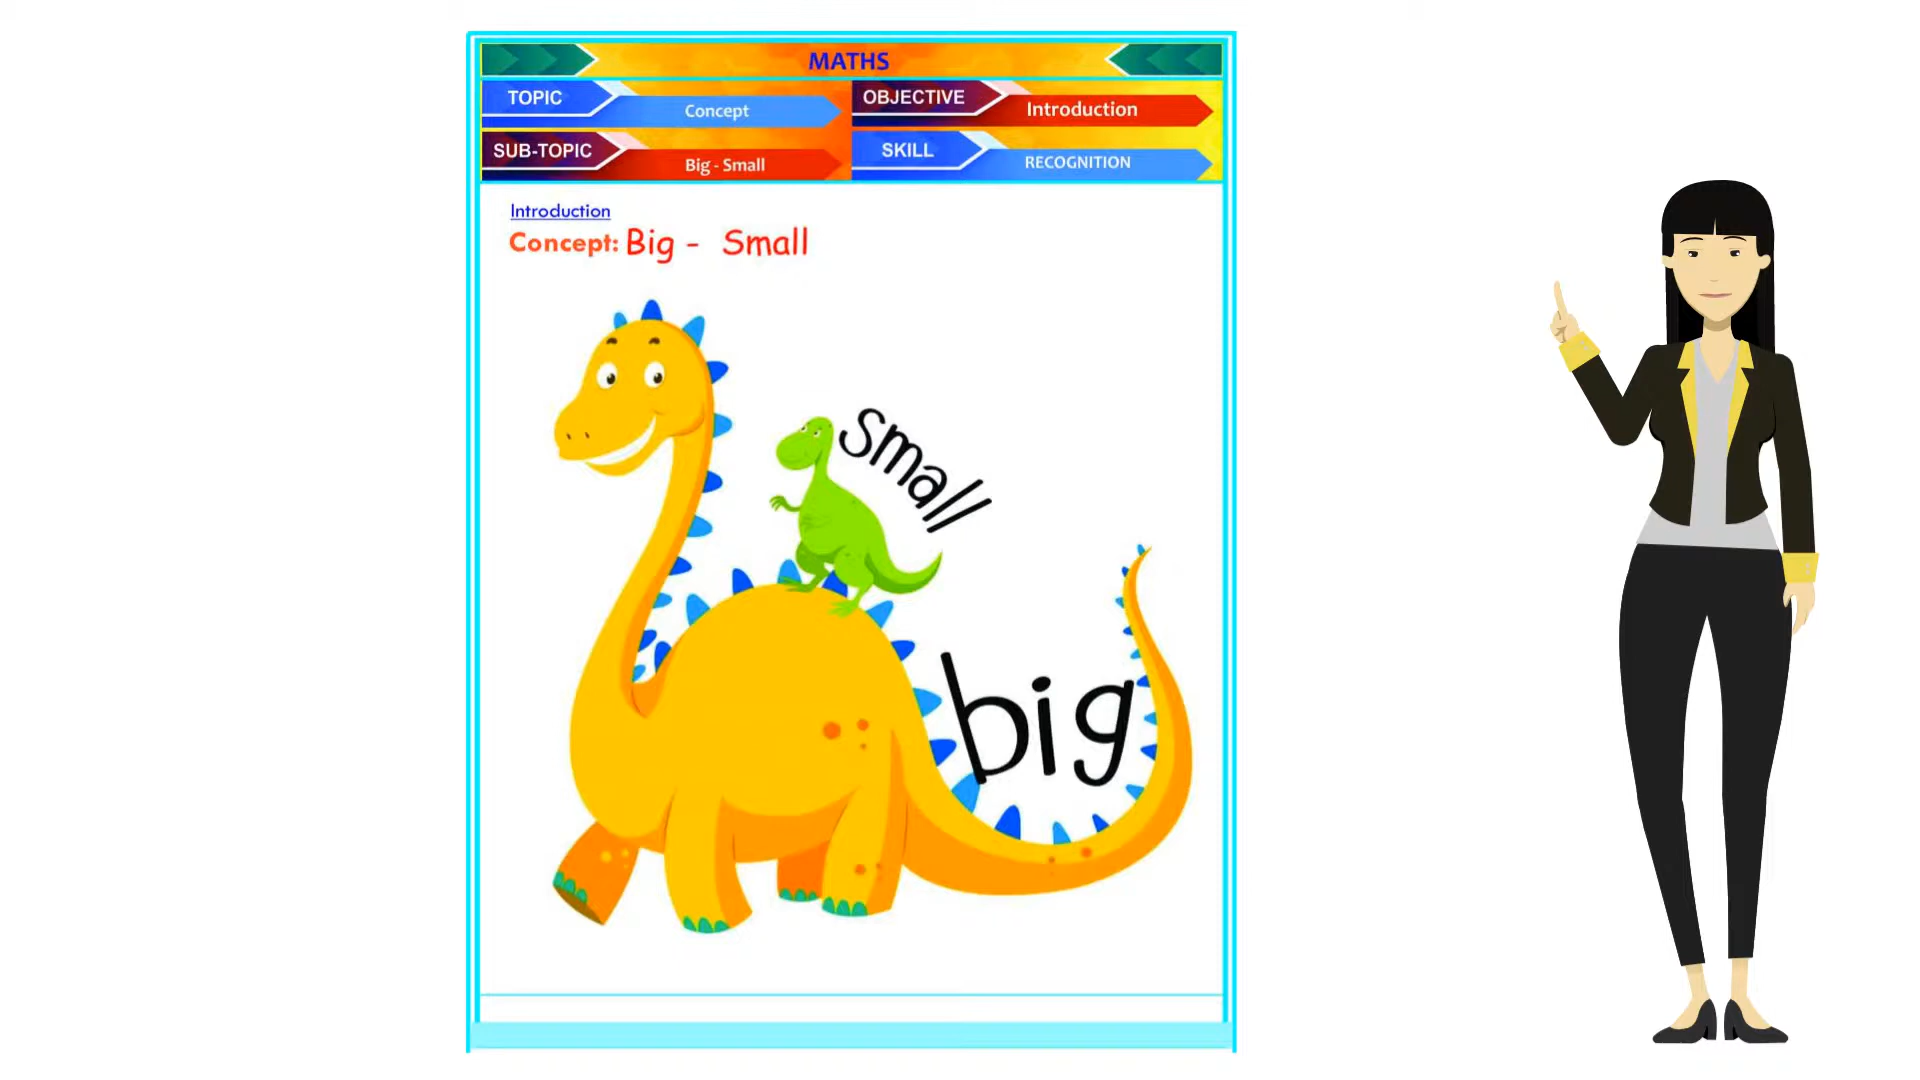 MATHS
TOPIC
Concept
OBJECTIVE
Introduction
SUB-TOPIC
Big - Small
SKILL
RECOGNITION
Introduction
Concept: Big - Small
small
big